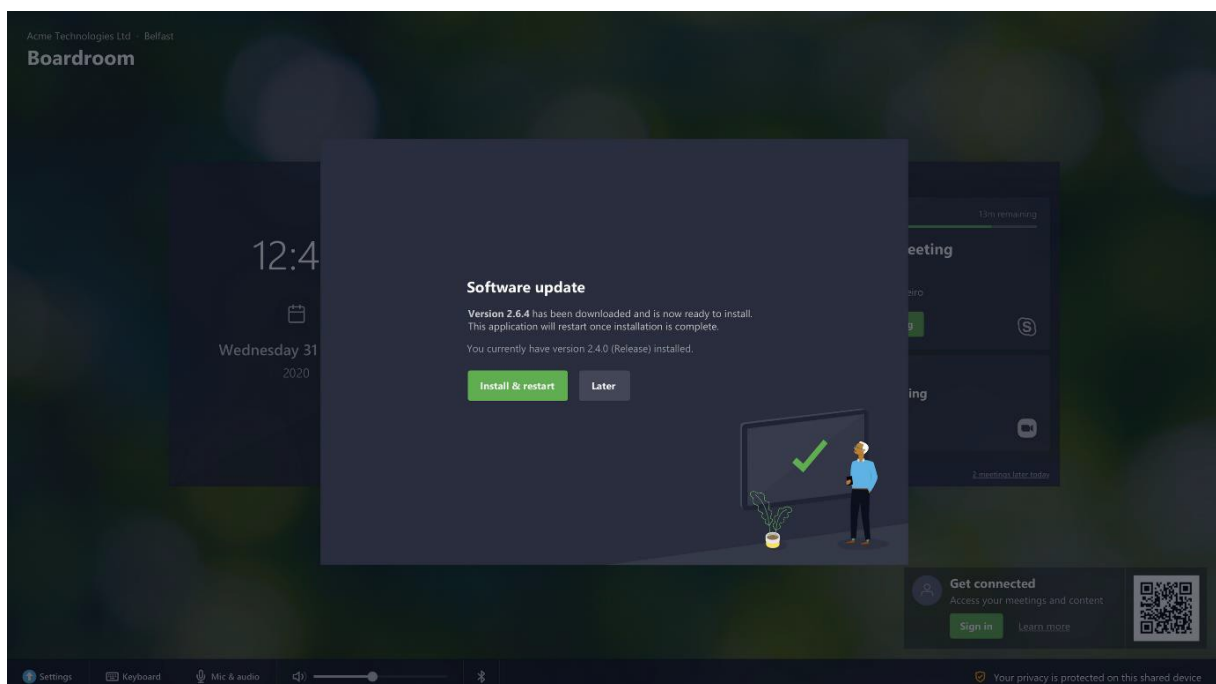 Acme Technologies Ltd · Belfast
Boardroom
12:4
Wednesday 31
2020
Software update
Version 2.6.4 has been downloaded and is now ready to install.
This application will restart once installation is complete.
You currently have version 2.4.0 (Release) installed.
Install & restart
Later
13m remaining
eeting
eiro
g
ing
2 meetings later today
Get connected
Access your meetings and content
Sign in
Learn more
Settings
Keyboard
Mic & audio
Your privacy is protected on this shared device